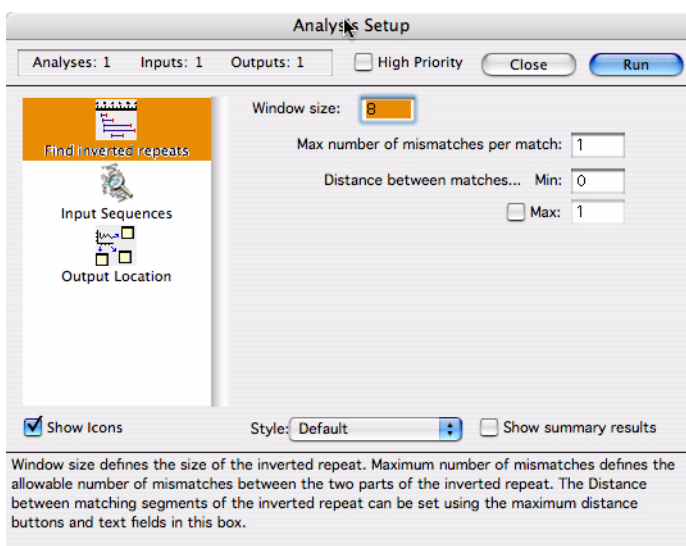 Analysis Setup
Analyses: 1 Inputs: 1 Outputs: 1 High Priority Close Run
Window size: 8
Find inverted repeats
Max number of mismatches per match: 1
Distance between matches... Min: 0
Input Sequences
Max: 1
Output Location
Show Icons Style: Default Show summary results
Window size defines the size of the inverted repeat. Maximum number of mismatches defines the
allowable number of mismatches between the two parts of the inverted repeat. The Distance
between matching segments of the inverted repeat can be set using the maximum distance
buttons and text fields in this box.